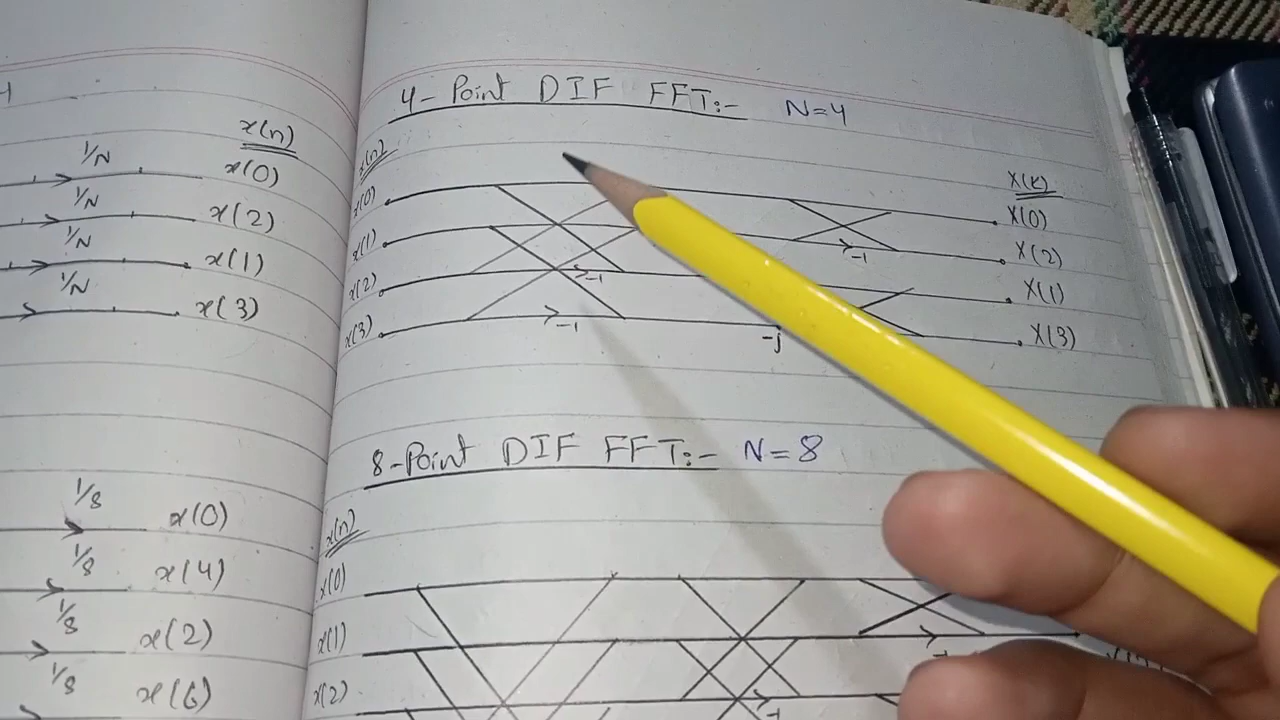 x(n)
1/N x(0)
1/N x(2)
1/N x(1)
1/N x(3)
1/8 x(0)
1/8 x(4)
1/8 x(2)
1/8 x(6)
4-Point DIF FFT:- N=4
x(n) X(k)
x(0) X(0)
x(1) -1 X(2)
x(2) -1 X(1)
x(3) -1 -j X(3)
8-Point DIF FFT:- N=8
x(n)
x(0)
x(1) -1
x(2) -1